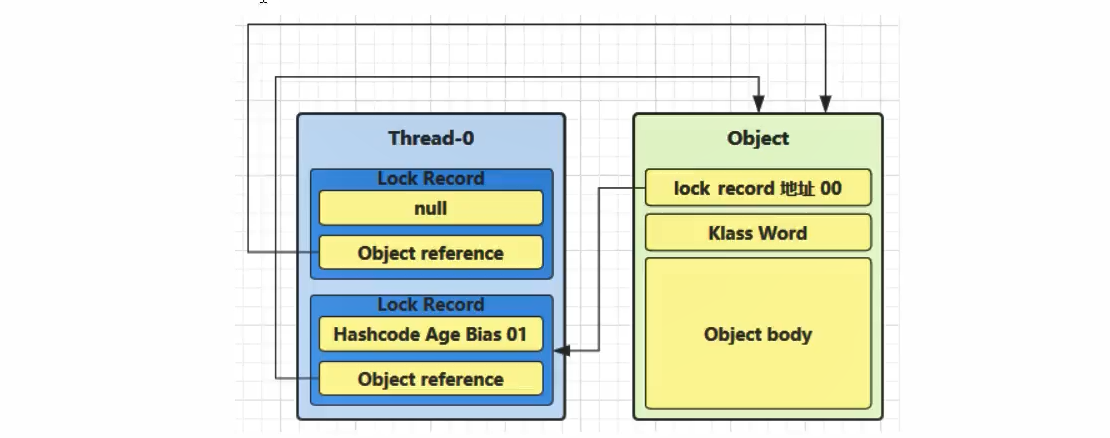 Thread-0
Lock Record
null
Object reference
Lock Record
Hashcode Age Bias 01
Object reference
Object
lock record 地址 00
Klass Word
Object body